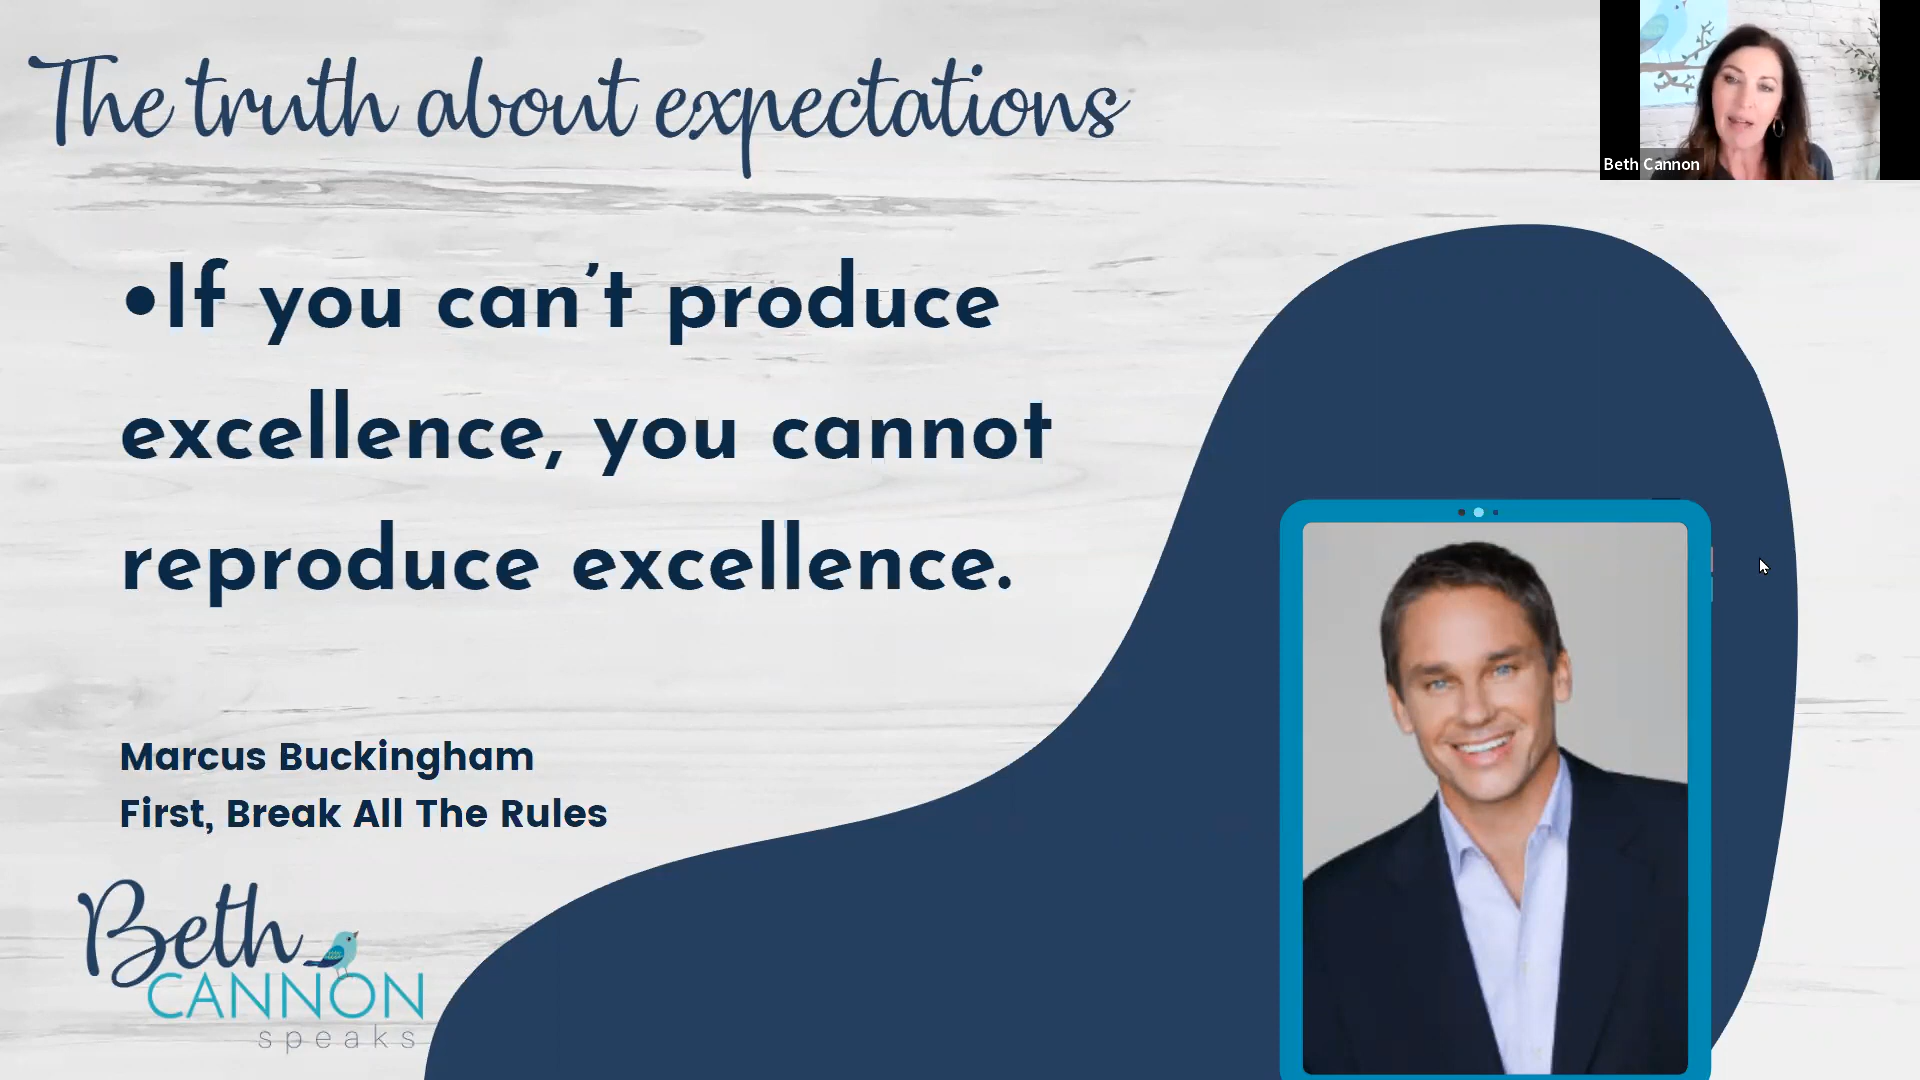 The truth about expectations
Beth Cannon
•If you can't produce
excellence, you cannot
reproduce excellence.
Marcus Buckingham
First, Break All The Rules
Beth
CANNON
speaks